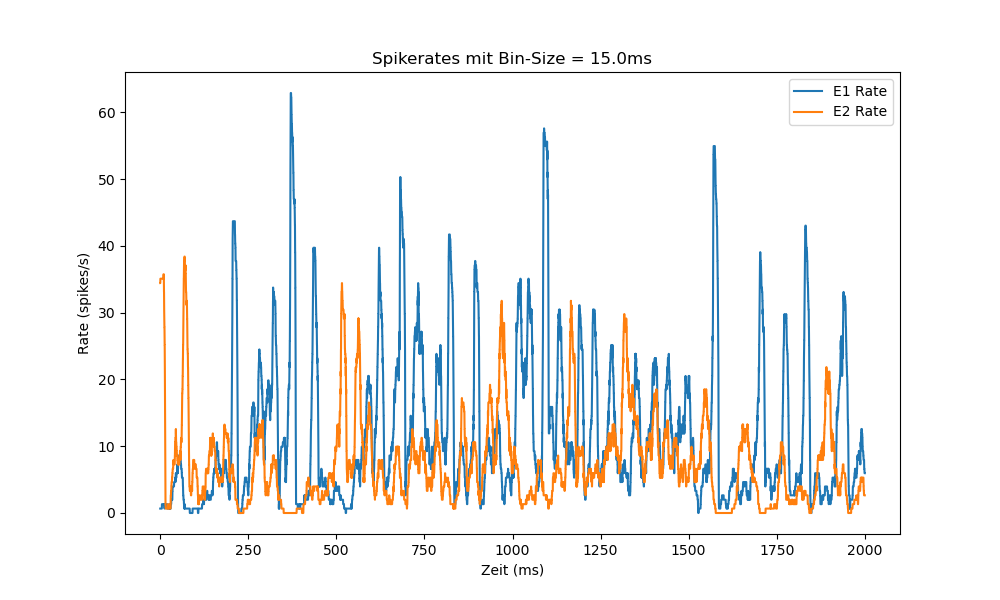 Spikerates mit Bin-Size = 15.0ms
E1 Rate
E2 Rate
Rate (spikes/s)
60
50
40
30
20
10
0
0 250 500 750 1000 1250 1500 1750 2000
Zeit (ms)